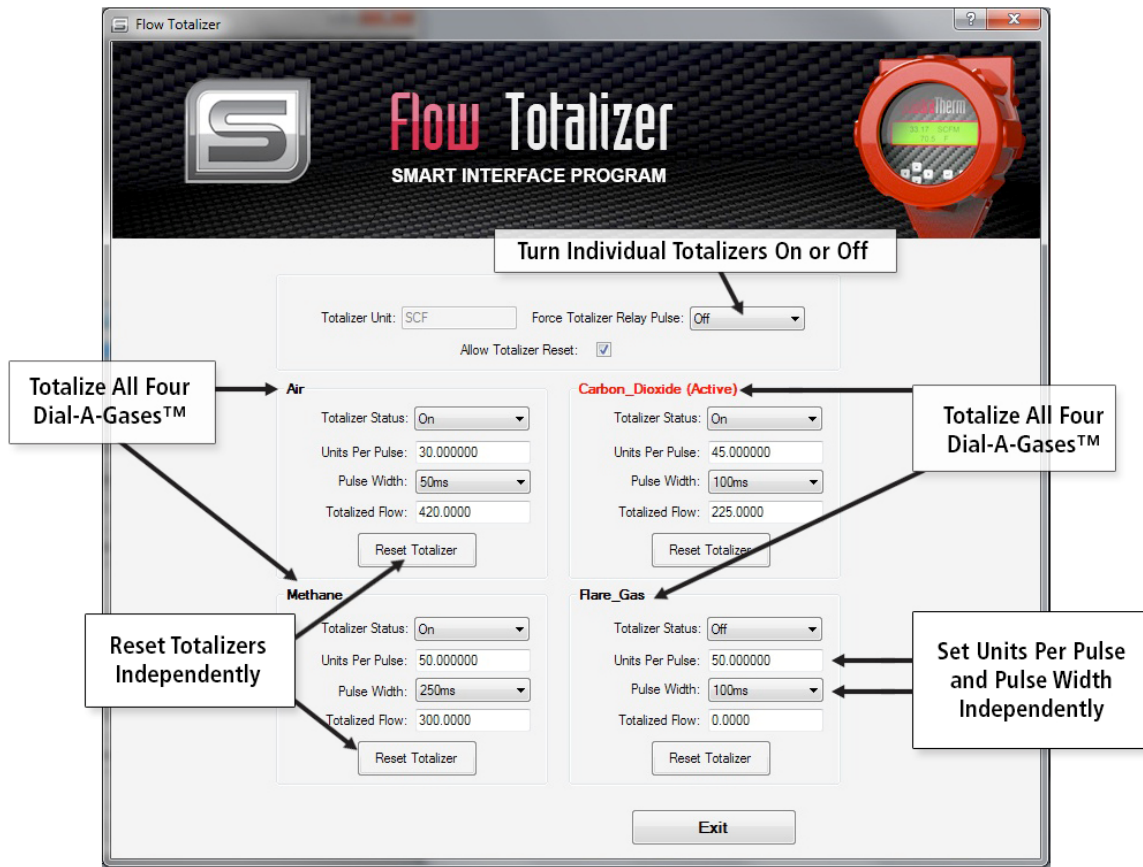 Flow Totalizer
?
X
S
Flow Totalizer
SMART INTERFACE PROGRAM
Therm
33.17 SCFM
70.5 F
Turn Individual Totalizers On or Off
Totalizer Unit: SCF Force Totalizer Relay Pulse: Off
Allow Totalizer Reset:
Totalize All Four
Dial-A-Gases™
Air
Totalizer Status: On
Units Per Pulse: 30.000000
Pulse Width: 50ms
Totalized Flow: 420.0000
Reset Totalizer
Carbon_Dioxide (Active)
Totalizer Status: On
Units Per Pulse: 45.000000
Pulse Width: 100ms
Totalized Flow: 225.0000
Reset Totalizer
Totalize All Four
Dial-A-Gases™
Reset Totalizers
Independently
Methane
Totalizer Status: On
Units Per Pulse: 50.000000
Pulse Width: 250ms
Totalized Flow: 300.0000
Reset Totalizer
Flare_Gas
Totalizer Status: Off
Units Per Pulse: 50.000000
Pulse Width: 100ms
Totalized Flow: 0.0000
Reset Totalizer
Set Units Per Pulse
and Pulse Width
Independently
Exit